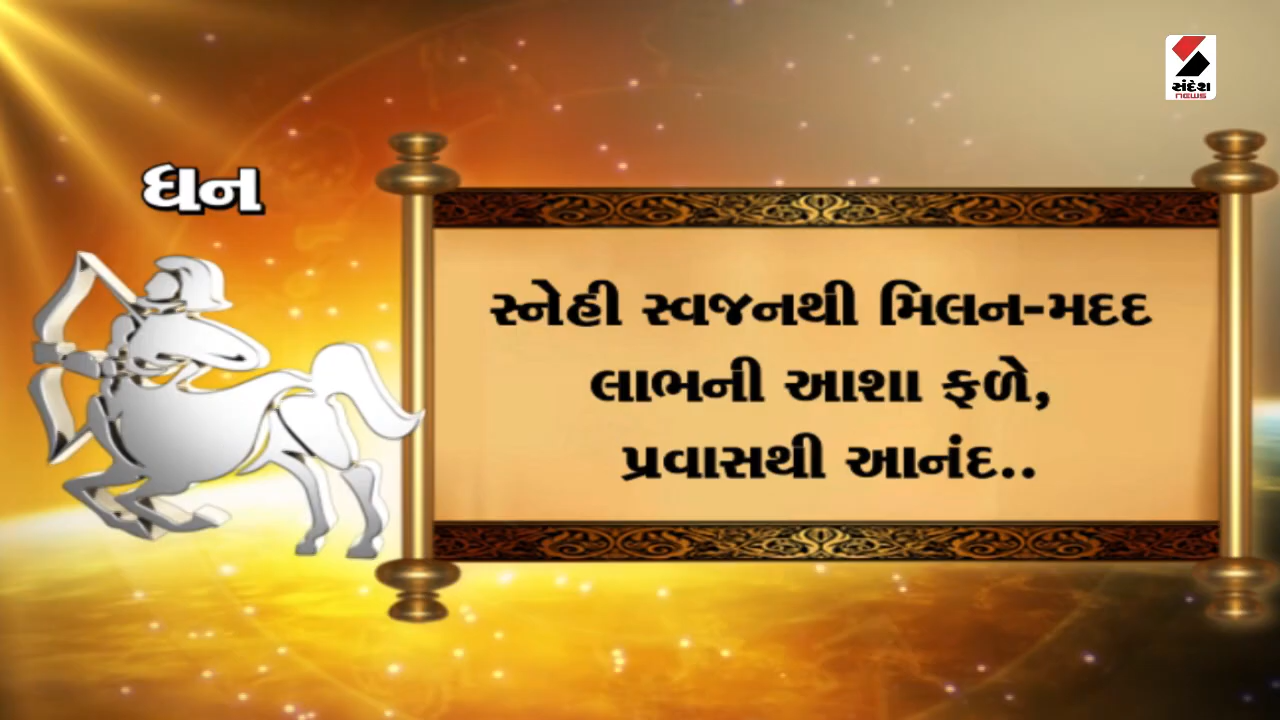 સંદેશ
NEWS
ધન
સ્નેહી સ્વજનથી મિલન-મદદ
લાભની આશા ફળે,
પ્રવાસથી આનંદ..